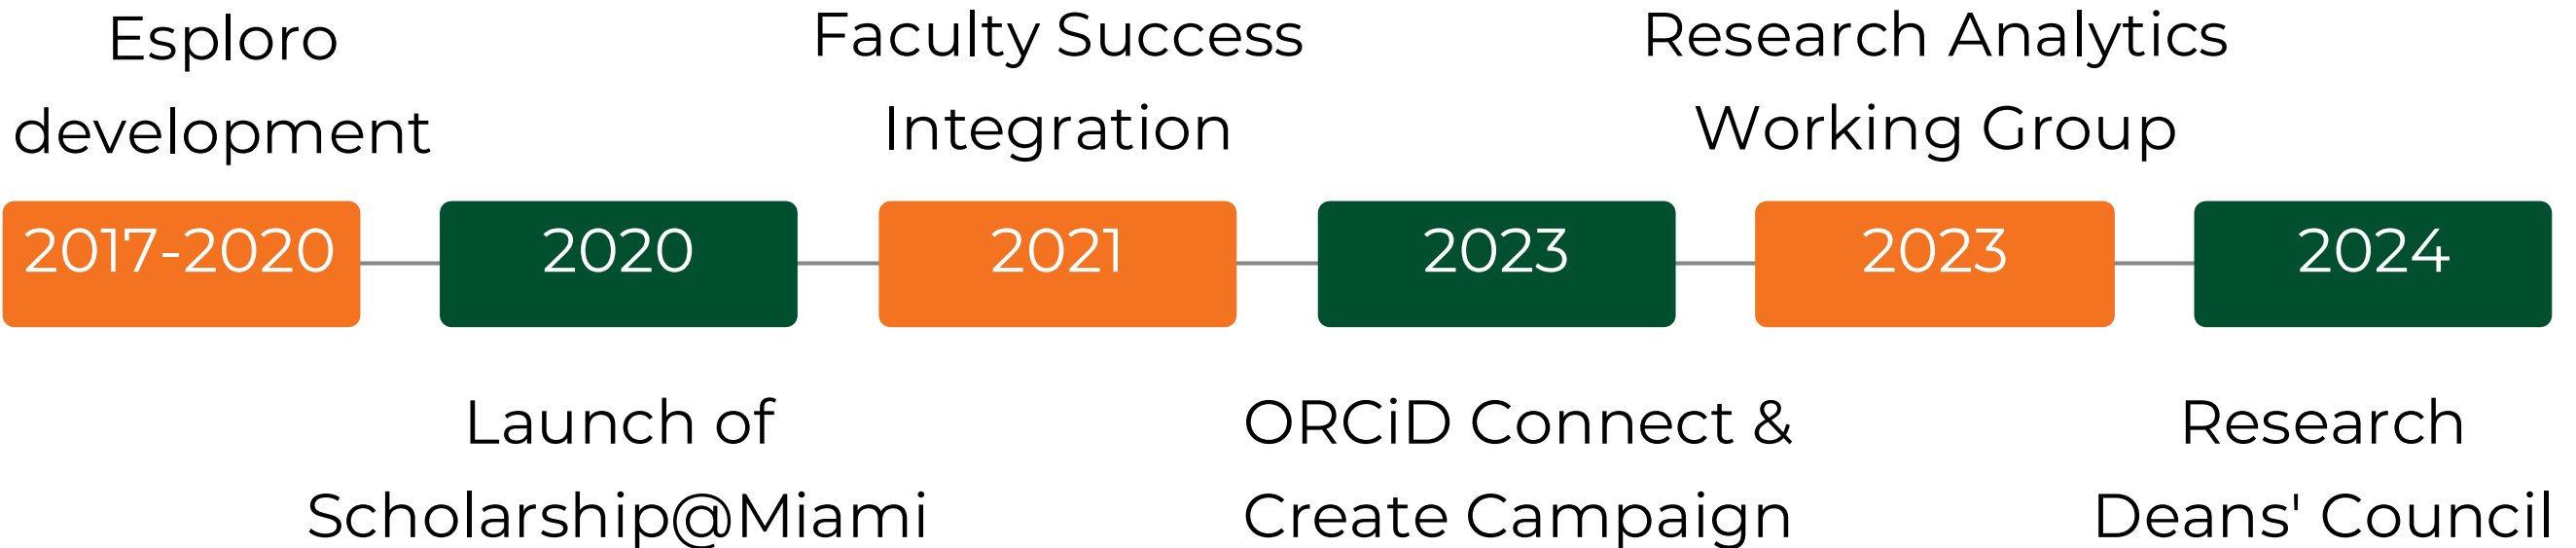 Esploro
development
2017-2020
2020
Launch of
Scholarship@Miami
Faculty Success
Integration
2021
2023
ORCiD Connect &
Create Campaign
Research Analytics
Working Group
2023
2024
Research
Deans' Council